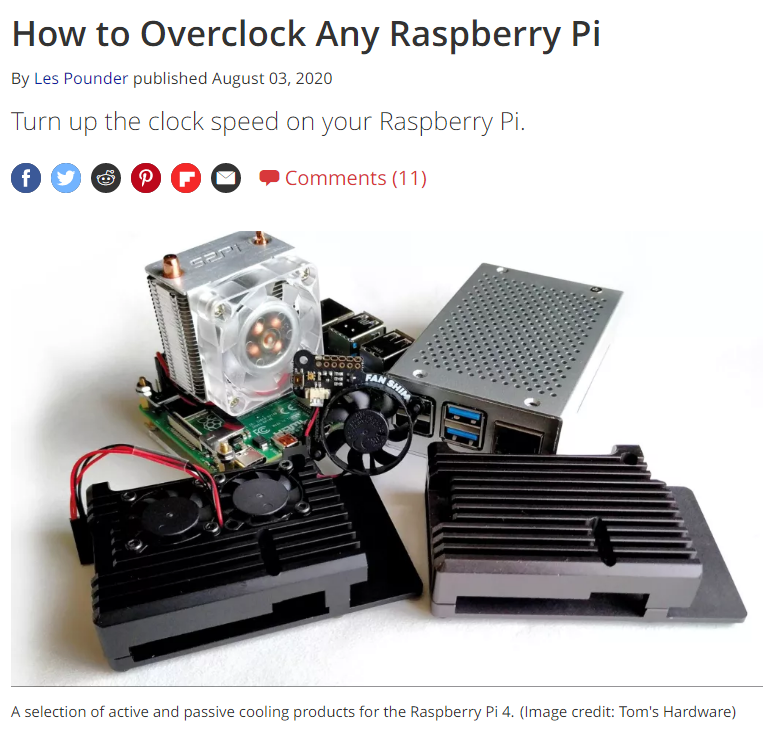 How to Overclock Any Raspberry Pi
By Les Pounder published August 03, 2020
Turn up the clock speed on your Raspberry Pi.
Comments (11)
52Pi
FAN SHIM
A selection of active and passive cooling products for the Raspberry Pi 4. (Image credit: Tom's Hardware)